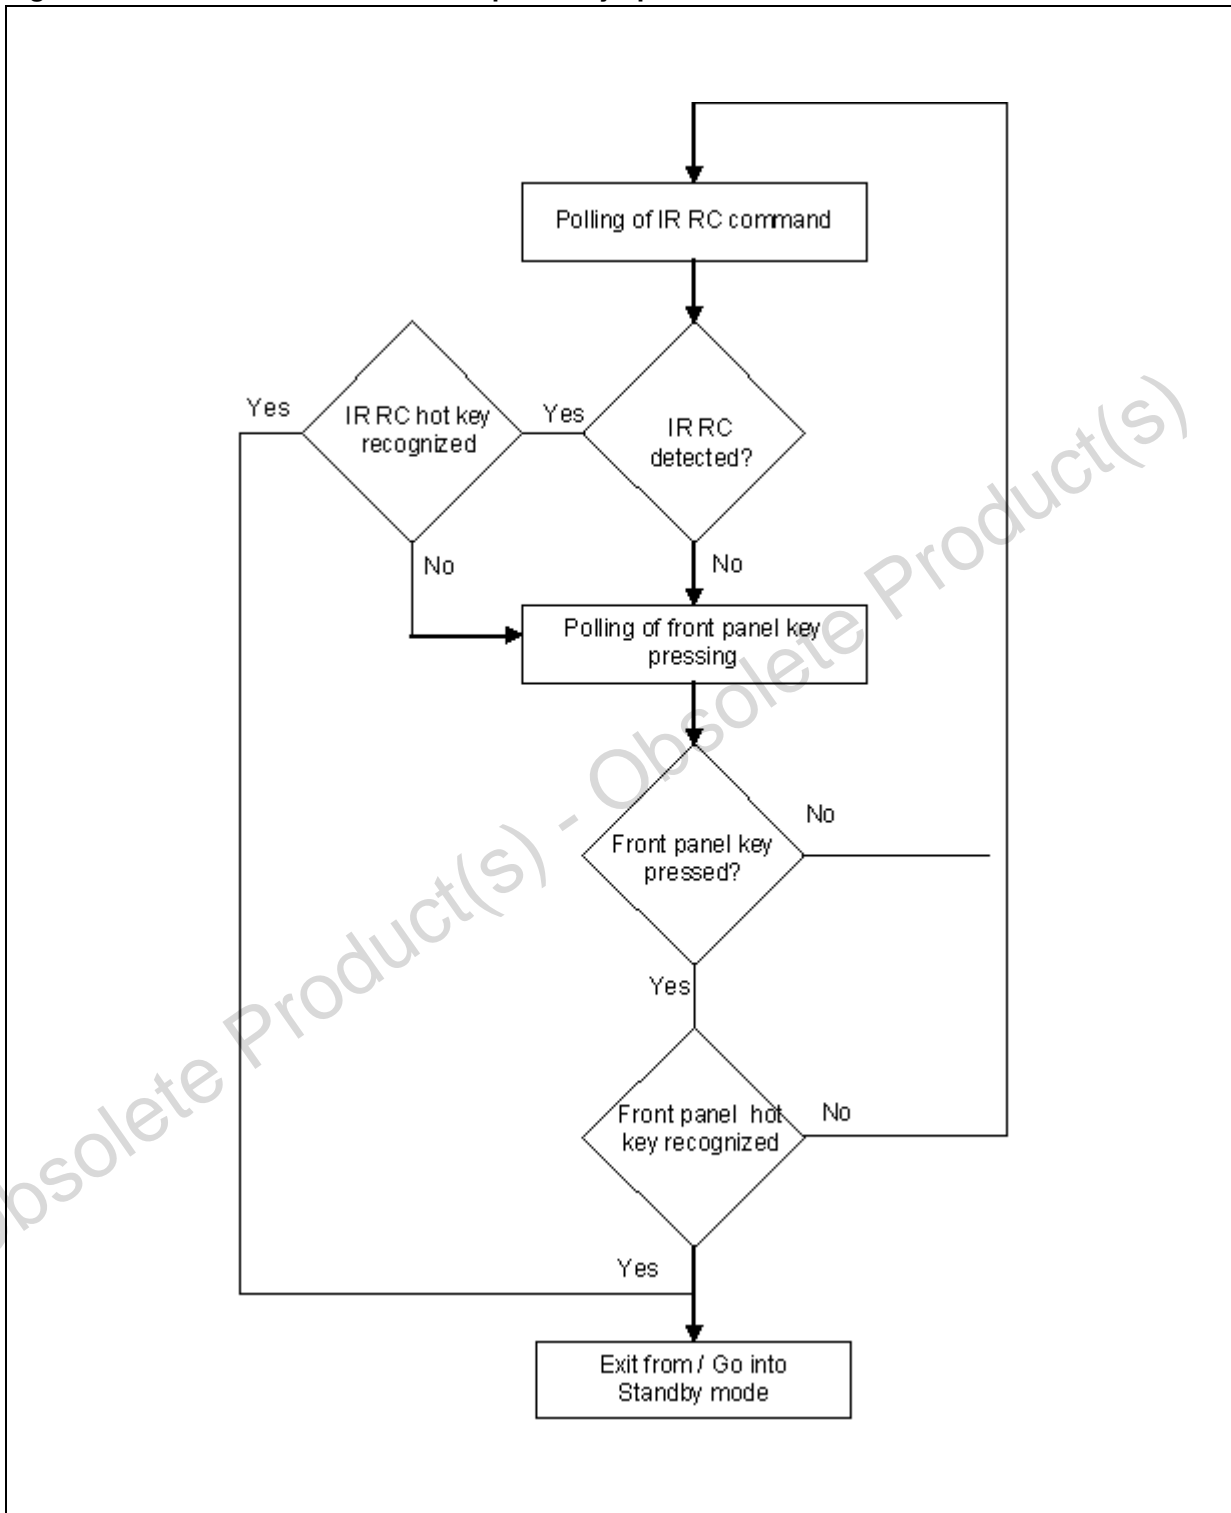 Polling of IR RC command
Yes
IR RC hot key
recognized
Yes
IR RC
detected?
No
No
Polling of front panel key
pressing
Front panel key
pressed?
No
Yes
Front panel hot
key recognized
No
Yes
Exit from / Go into
Standby mode
Obsolete Product(s) - Obsolete Product(s)